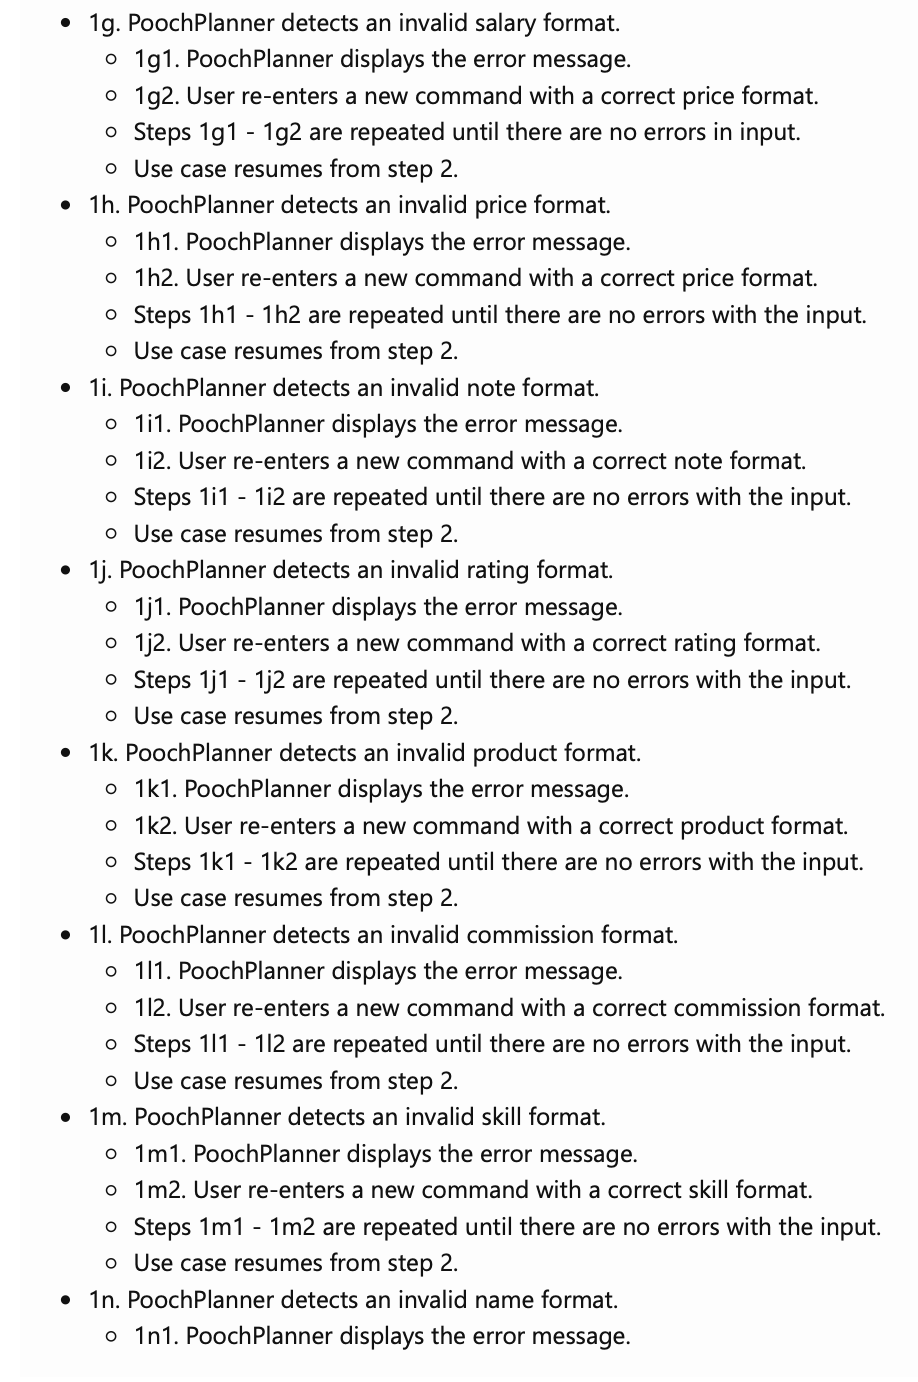 1g. PoochPlanner detects an invalid salary format.
1g1. PoochPlanner displays the error message.
1g2. User re-enters a new command with a correct price format.
Steps 1g1 - 1g2 are repeated until there are no errors in input.
Use case resumes from step 2.
1h. PoochPlanner detects an invalid price format.
1h1. PoochPlanner displays the error message.
1h2. User re-enters a new command with a correct price format.
Steps 1h1 - 1h2 are repeated until there are no errors with the input.
Use case resumes from step 2.
1i. PoochPlanner detects an invalid note format.
1i1. PoochPlanner displays the error message.
1i2. User re-enters a new command with a correct note format.
Steps 1i1 - 1i2 are repeated until there are no errors with the input.
Use case resumes from step 2.
1j. PoochPlanner detects an invalid rating format.
1j1. PoochPlanner displays the error message.
1j2. User re-enters a new command with a correct rating format.
Steps 1j1 - 1j2 are repeated until there are no errors with the input.
Use case resumes from step 2.
1k. PoochPlanner detects an invalid product format.
1k1. PoochPlanner displays the error message.
1k2. User re-enters a new command with a correct product format.
Steps 1k1 - 1k2 are repeated until there are no errors with the input.
Use case resumes from step 2.
1l. PoochPlanner detects an invalid commission format.
1l1. PoochPlanner displays the error message.
1l2. User re-enters a new command with a correct commission format.
Steps 1l1 - 1l2 are repeated until there are no errors with the input.
Use case resumes from step 2.
1m. PoochPlanner detects an invalid skill format.
1m1. PoochPlanner displays the error message.
1m2. User re-enters a new command with a correct skill format.
Steps 1m1 - 1m2 are repeated until there are no errors with the input.
Use case resumes from step 2.
1n. PoochPlanner detects an invalid name format.
1n1. PoochPlanner displays the error message.